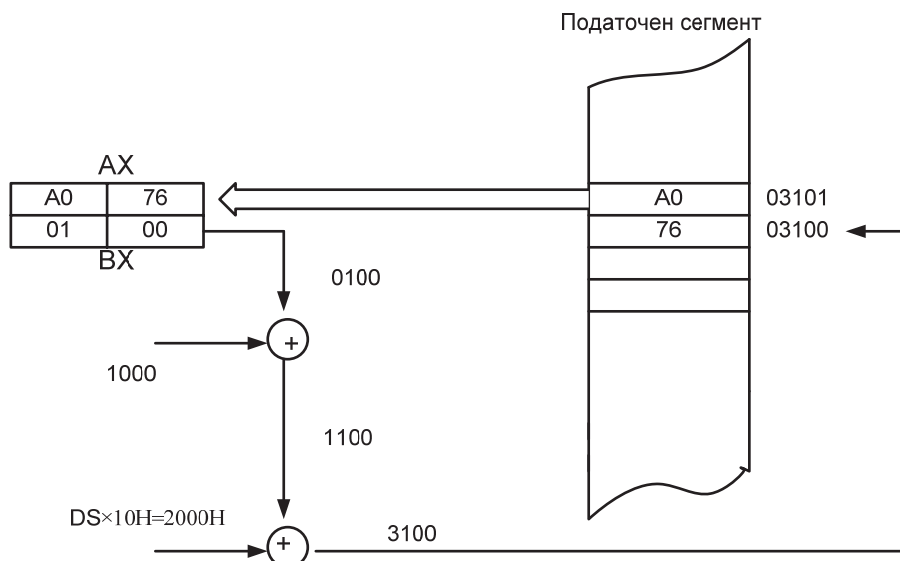 Податочен сегмент
AX
A0 76
A0 03101
01 00
76 03100
BX
0100
+
1000
1100
DS×10H=2000H
+
3100